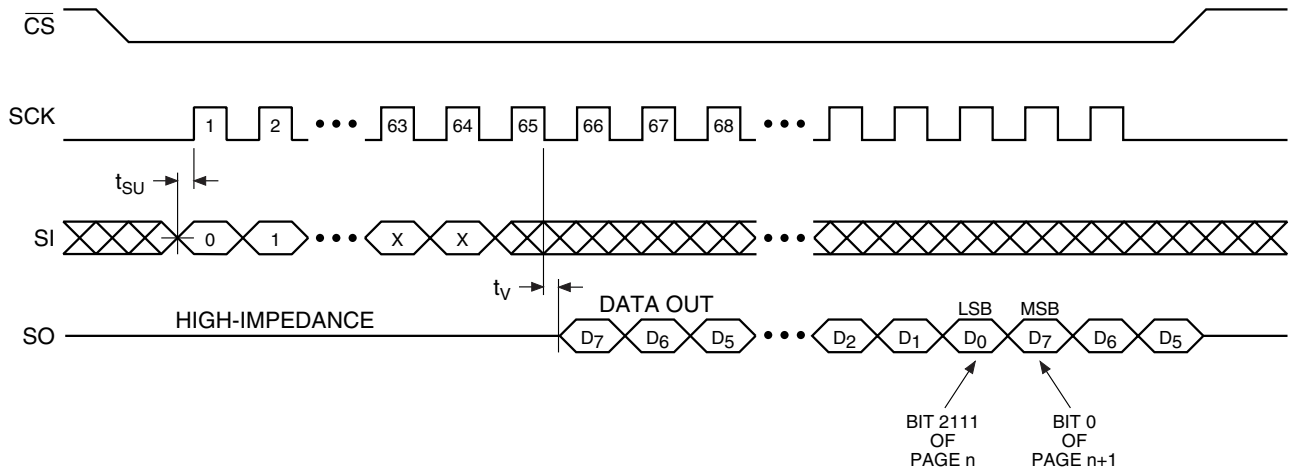 CS
SCK 1 2 ••• 63 64 65 66 67 68 •••
tSU
SI 0 1 ••• X X •••
tV
HIGH-IMPEDANCE DATA OUT LSB MSB
SO D7 D6 D5 ••• D2 D1 D0 D7 D6 D5
BIT 2111
OF
PAGE n
BIT 0
OF
PAGE n+1